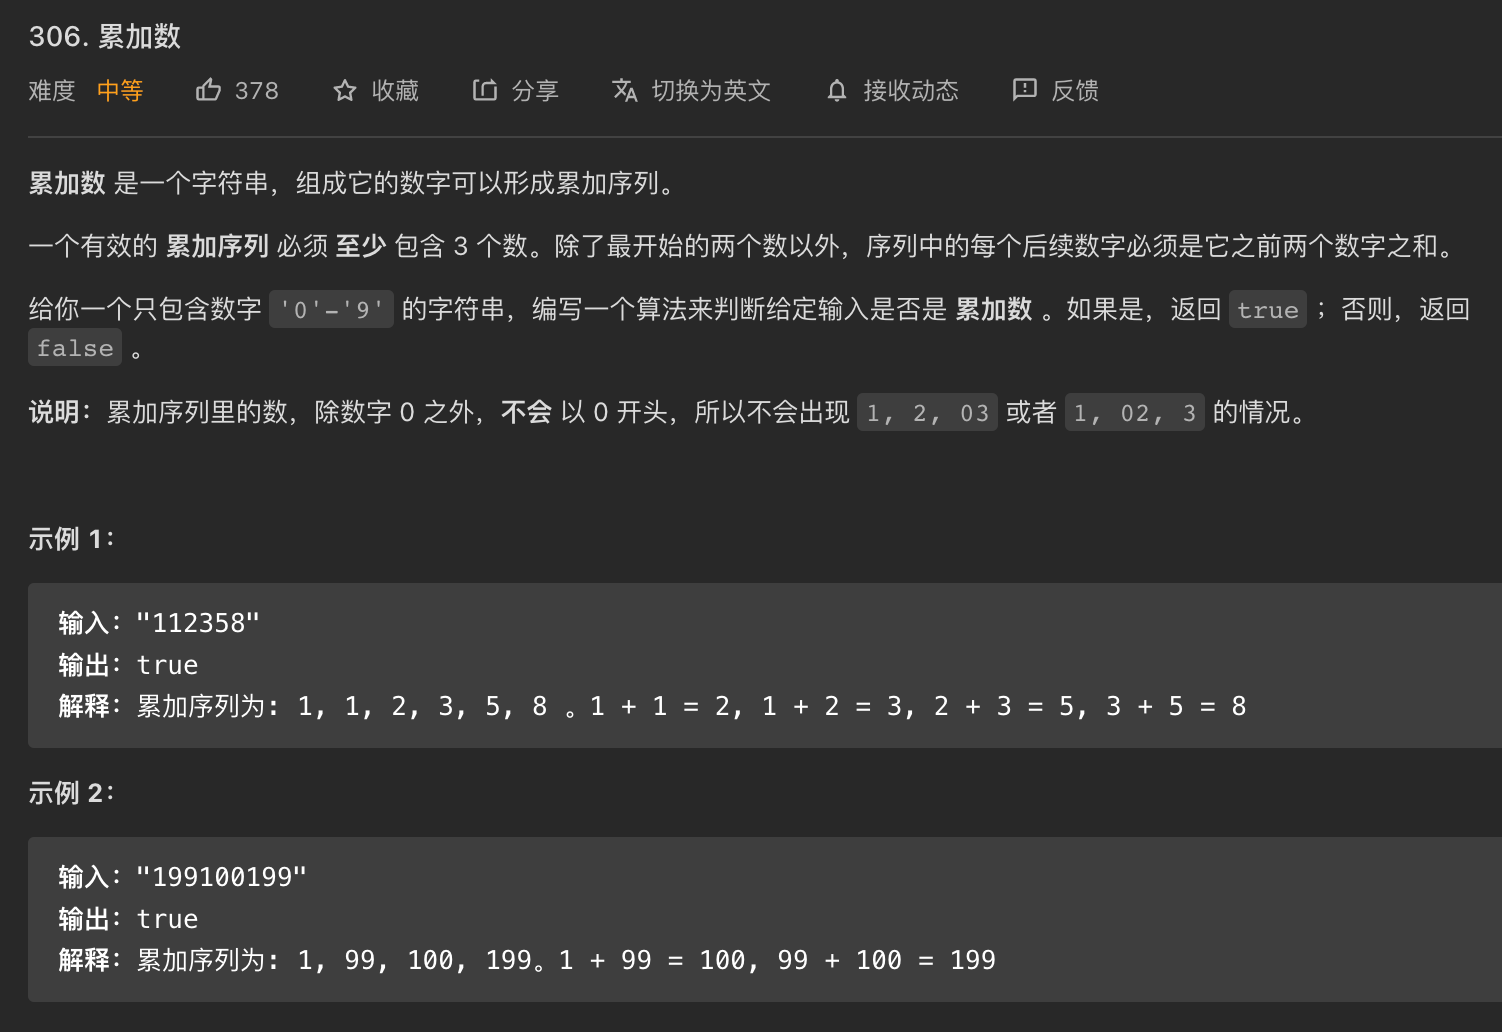 306. 累加数
难度 中等 378 收藏 分享 切换为英文 接收动态 反馈
累加数 是一个字符串，组成它的数字可以形成累加序列。
一个有效的 累加序列 必须 至少 包含 3 个数。除了最开始的两个数以外，序列中的每个后续数字必须是它之前两个数字之和。
给你一个只包含数字 '0'-'9' 的字符串，编写一个算法来判断给定输入是否是 累加数 。如果是，返回 true ；否则，返回
false 。
说明：累加序列里的数，除数字 0 之外，不会 以 0 开头，所以不会出现 1, 2, 03 或者 1, 02, 3 的情况。
示例 1：
输入："112358"
输出：true
解释：累加序列为: 1, 1, 2, 3, 5, 8 。1 + 1 = 2, 1 + 2 = 3, 2 + 3 = 5, 3 + 5 = 8
示例 2：
输入："199100199"
输出：true
解释：累加序列为: 1, 99, 100, 199。1 + 99 = 100, 99 + 100 = 199